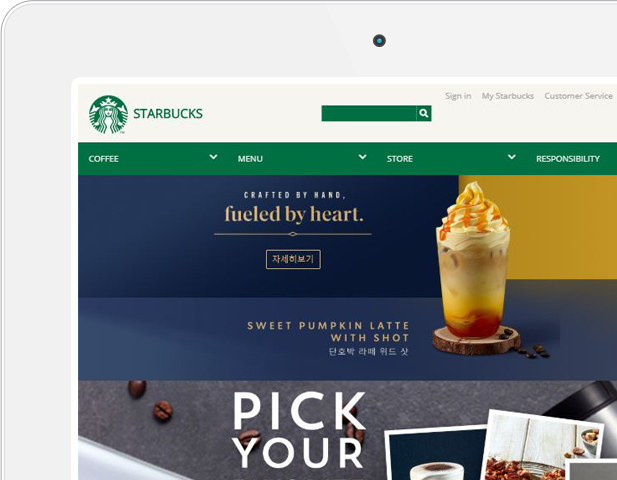 Sign in My Starbucks Customer Service
STARBUCKS
COFFEE MENU STORE RESPONSIBILITY
CRAFTED BY HAND,
fueled by heart.
자세히보기
SWEET PUMPKIN LATTE
WITH SHOT
단호박 라떼 위드 샷
PICK
YOUR